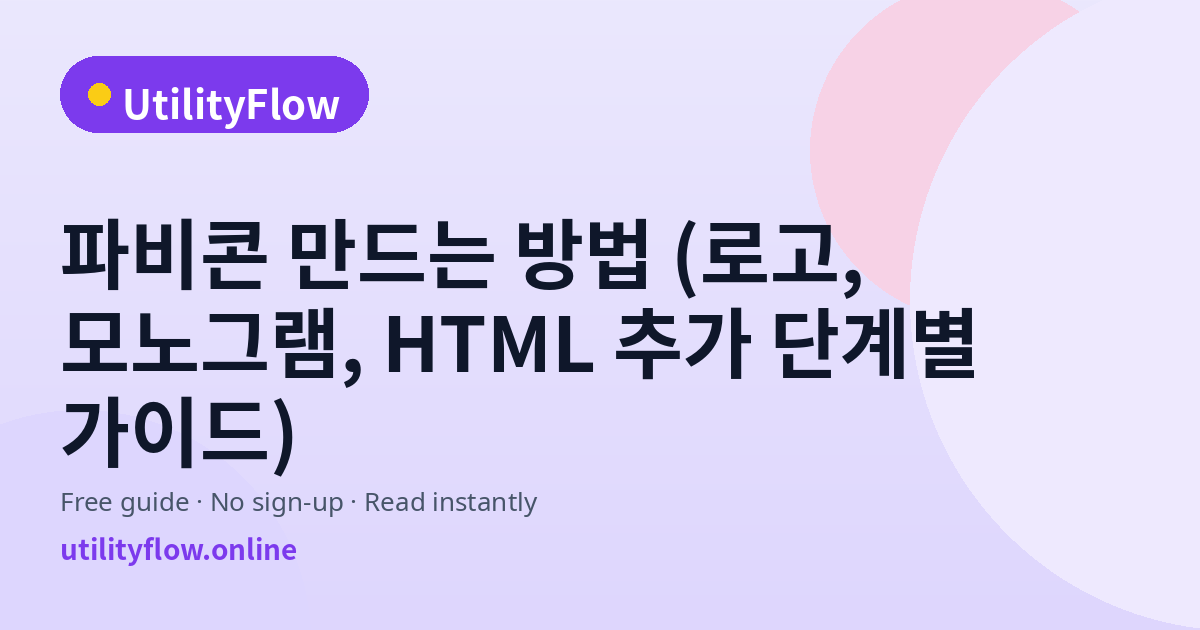 UtilityFlow
파비콘 만드는 방법 (로고,
모노그램, HTML 추가 단계별
가이드)
Free guide · No sign-up · Read instantly
utilityflow.online